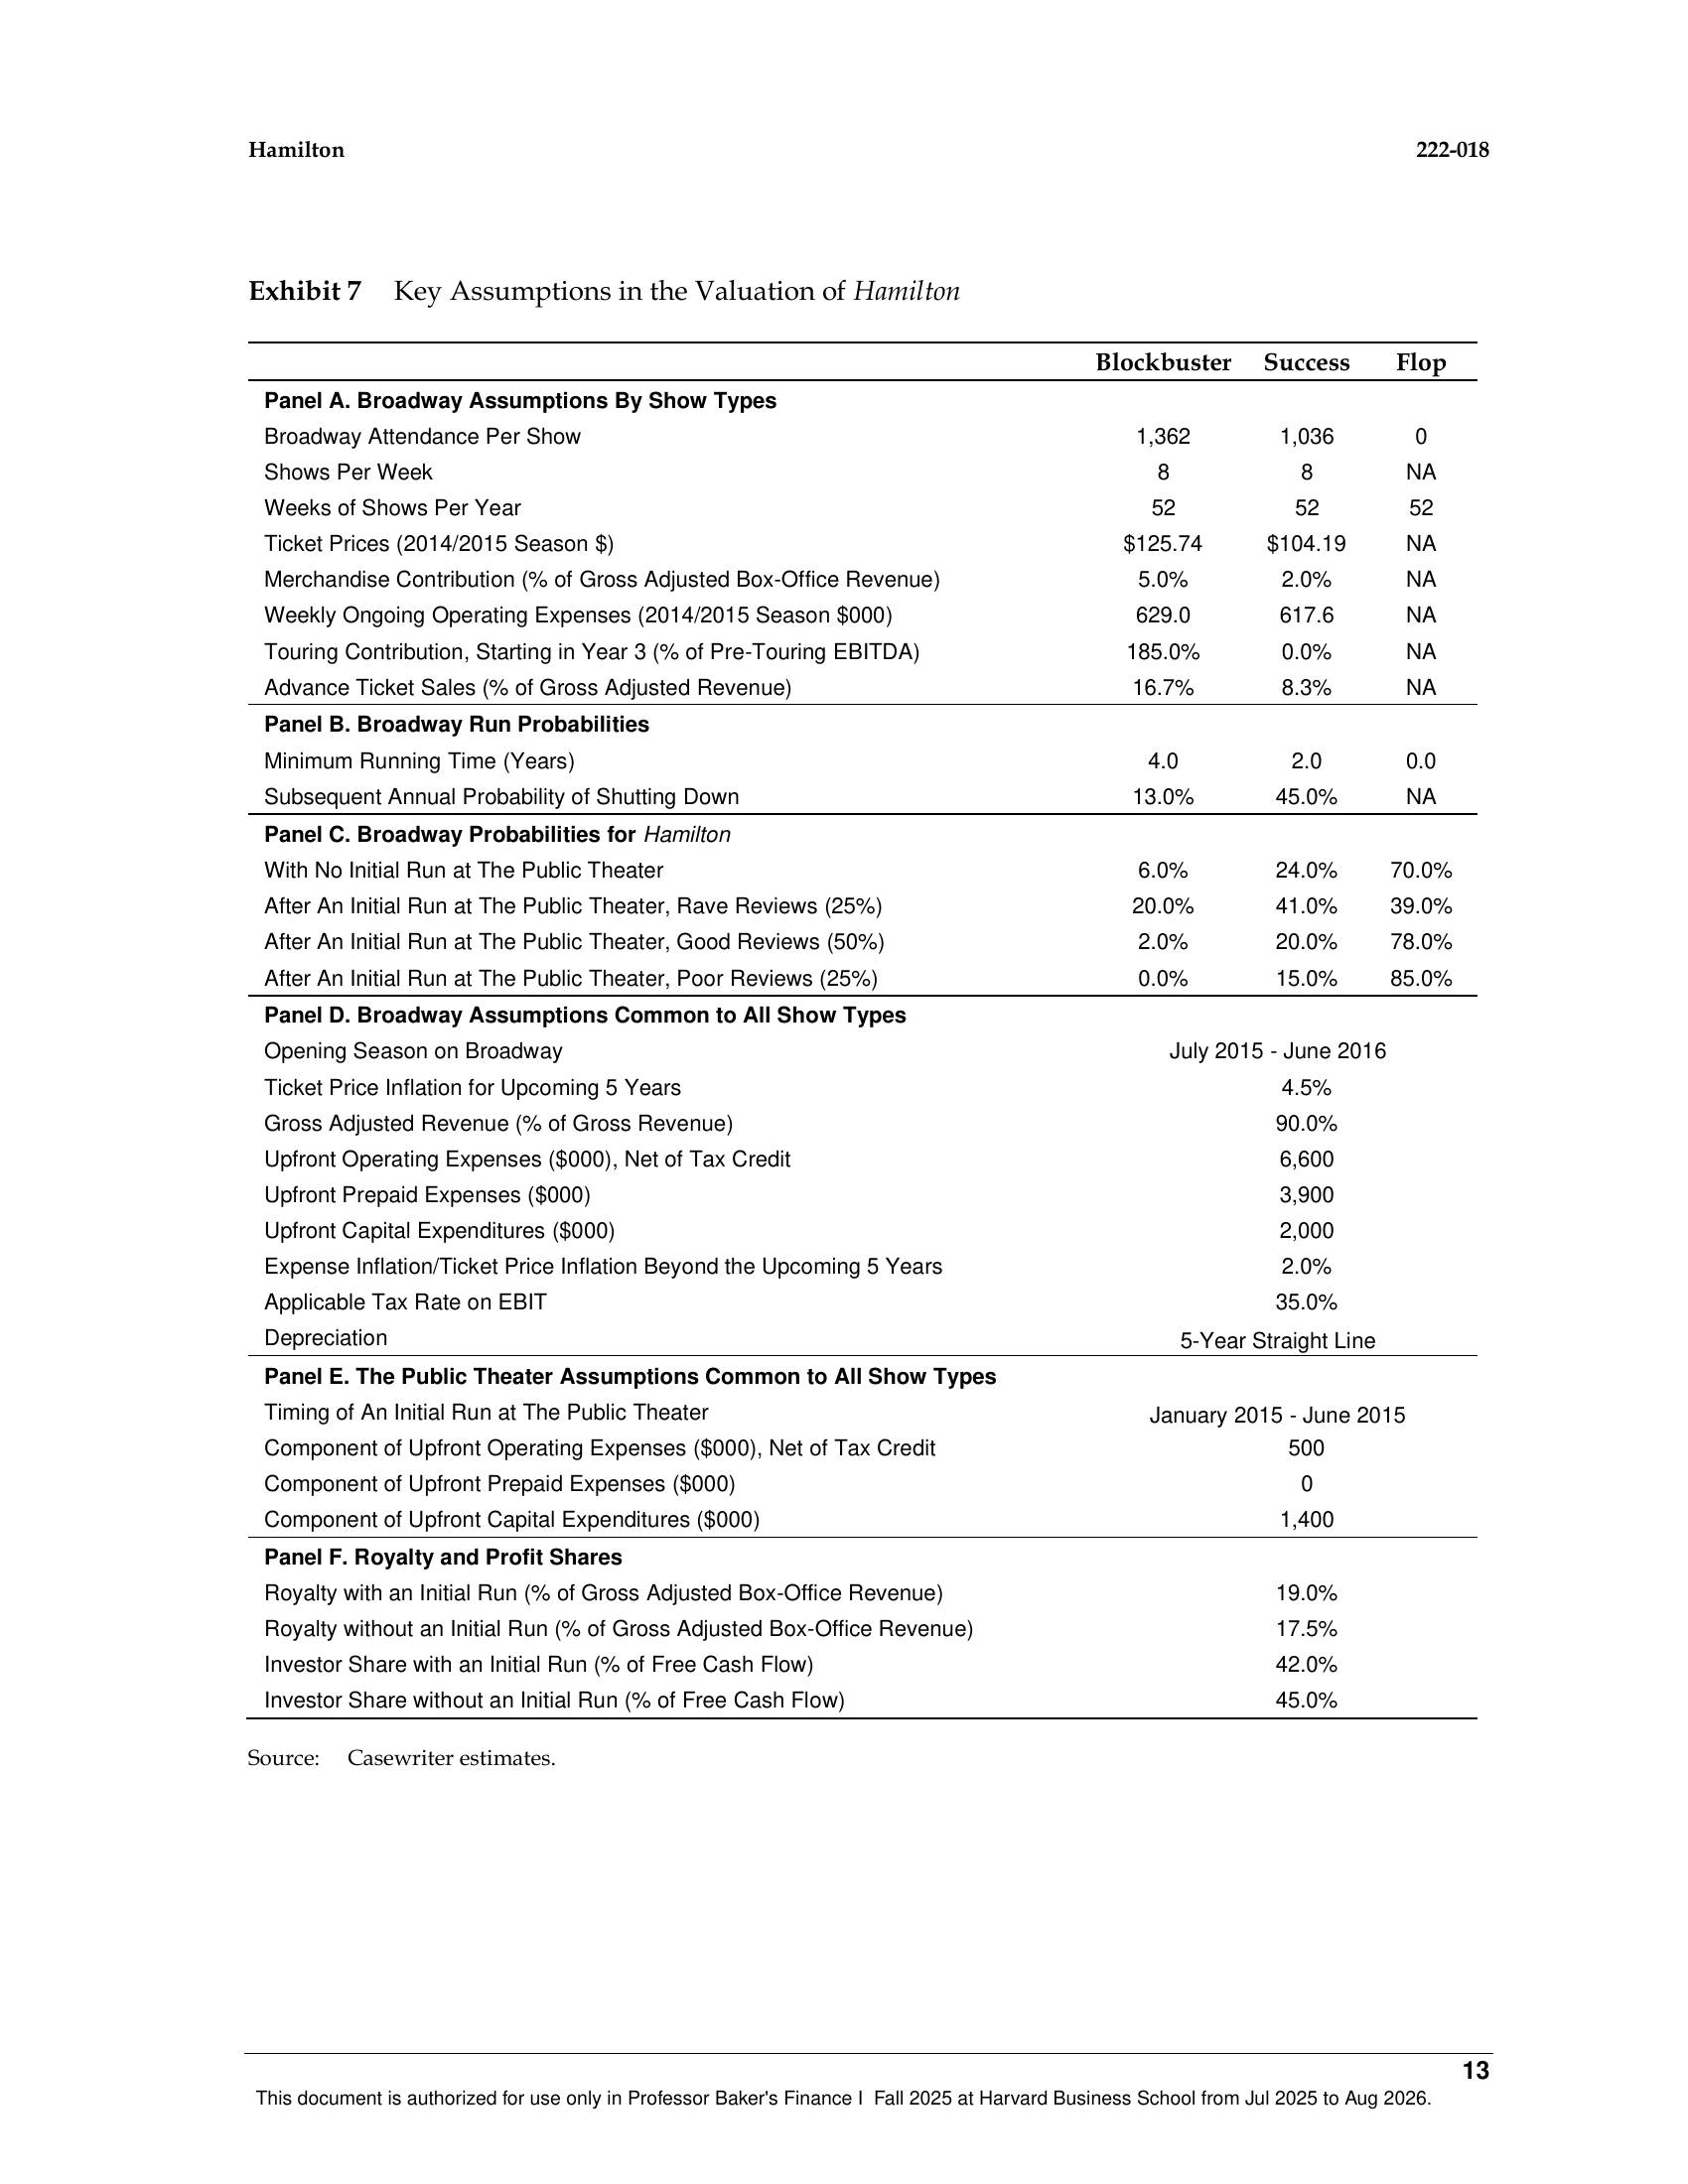 Hamilton 222-018
Exhibit 7 Key Assumptions in the Valuation of Hamilton
Blockbuster Success Flop
Panel A. Broadway Assumptions By Show Types
Broadway Attendance Per Show 1,362 1,036 0
Shows Per Week 8 8 NA
Weeks of Shows Per Year 52 52 52
Ticket Prices (2014/2015 Season $) $125.74 $104.19 NA
Merchandise Contribution (% of Gross Adjusted Box-Office Revenue) 5.0% 2.0% NA
Weekly Ongoing Operating Expenses (2014/2015 Season $000) 629.0 617.6 NA
Touring Contribution, Starting in Year 3 (% of Pre-Touring EBITDA) 185.0% 0.0% NA
Advance Ticket Sales (% of Gross Adjusted Revenue) 16.7% 8.3% NA
Panel B. Broadway Run Probabilities
Minimum Running Time (Years) 4.0 2.0 0.0
Subsequent Annual Probability of Shutting Down 13.0% 45.0% NA
Panel C. Broadway Probabilities for Hamilton
With No Initial Run at The Public Theater 6.0% 24.0% 70.0%
After An Initial Run at The Public Theater, Rave Reviews (25%) 20.0% 41.0% 39.0%
After An Initial Run at The Public Theater, Good Reviews (50%) 2.0% 20.0% 78.0%
After An Initial Run at The Public Theater, Poor Reviews (25%) 0.0% 15.0% 85.0%
Panel D. Broadway Assumptions Common to All Show Types
Opening Season on Broadway July 2015 - June 2016
Ticket Price Inflation for Upcoming 5 Years 4.5%
Gross Adjusted Revenue (% of Gross Revenue) 90.0%
Upfront Operating Expenses ($000), Net of Tax Credit 6,600
Upfront Prepaid Expenses ($000) 3,900
Upfront Capital Expenditures ($000) 2,000
Expense Inflation/Ticket Price Inflation Beyond the Upcoming 5 Years 2.0%
Applicable Tax Rate on EBIT 35.0%
Depreciation 5-Year Straight Line
Panel E. The Public Theater Assumptions Common to All Show Types
Timing of An Initial Run at The Public Theater January 2015 - June 2015
Component of Upfront Operating Expenses ($000), Net of Tax Credit 500
Component of Upfront Prepaid Expenses ($000) 0
Component of Upfront Capital Expenditures ($000) 1,400
Panel F. Royalty and Profit Shares
Royalty with an Initial Run (% of Gross Adjusted Box-Office Revenue) 19.0%
Royalty without an Initial Run (% of Gross Adjusted Box-Office Revenue) 17.5%
Investor Share with an Initial Run (% of Free Cash Flow) 42.0%
Investor Share without an Initial Run (% of Free Cash Flow) 45.0%
Source: Casewriter estimates.
13
This document is authorized for use only in Professor Baker's Finance I Fall 2025 at Harvard Business School from Jul 2025 to Aug 2026.